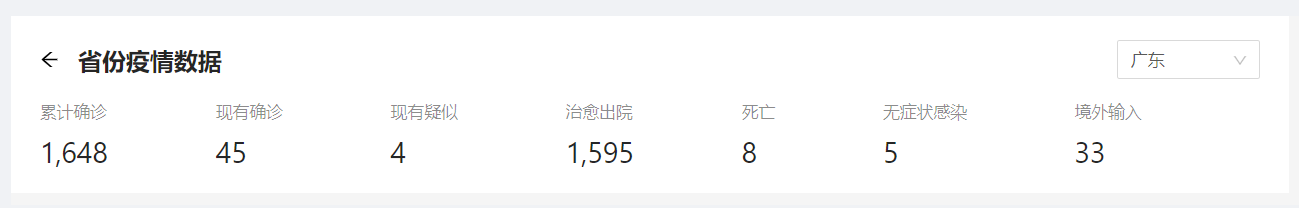 省份疫情数据 广东
累计确诊 现有确诊 现有疑似 治愈出院 死亡 无症状感染 境外输入
1,648 45 4 1,595 8 5 33